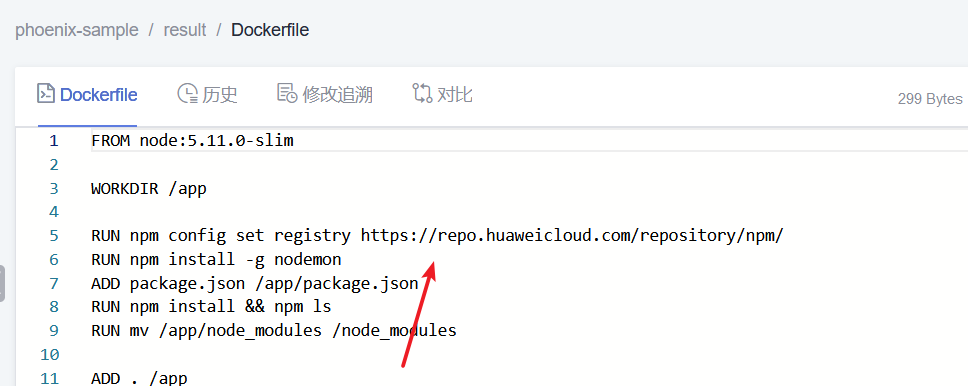 phoenix-sample / result / Dockerfile
Dockerfile 历史 修改追溯 对比 299 Bytes
1 FROM node:5.11.0-slim
2
3 WORKDIR /app
4
5 RUN npm config set registry https://repo.huaweicloud.com/repository/npm/
6 RUN npm install -g nodemon
7 ADD package.json /app/package.json
8 RUN npm install && npm ls
9 RUN mv /app/node_modules /node_modules
10
11 ADD . /app